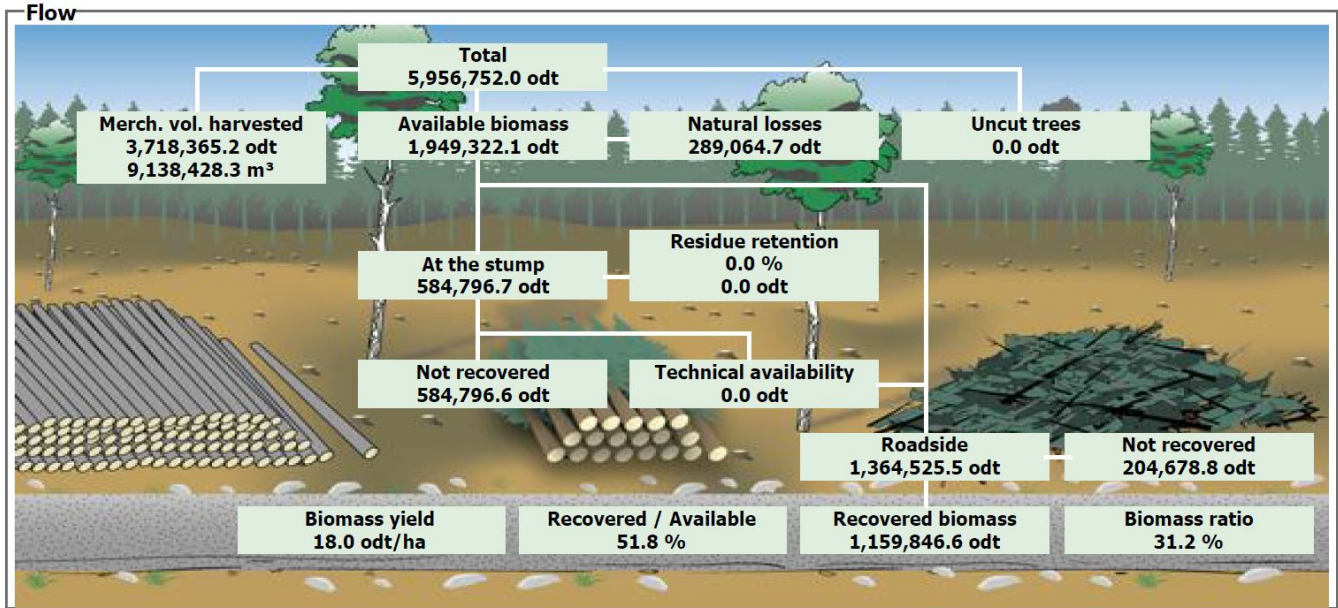 Flow
Total
5,956,752.0 odt
Merch. vol. harvested
3,718,365.2 odt
9,138,428.3 m³
Available biomass
1,949,322.1 odt
Natural losses
289,064.7 odt
Uncut trees
0.0 odt
Residue retention
0.0 %
0.0 odt
At the stump
584,796.7 odt
Not recovered
584,796.6 odt
Technical availability
0.0 odt
Roadside
1,364,525.5 odt
Not recovered
204,678.8 odt
Biomass yield
18.0 odt/ha
Recovered / Available
51.8 %
Recovered biomass
1,159,846.6 odt
Biomass ratio
31.2 %